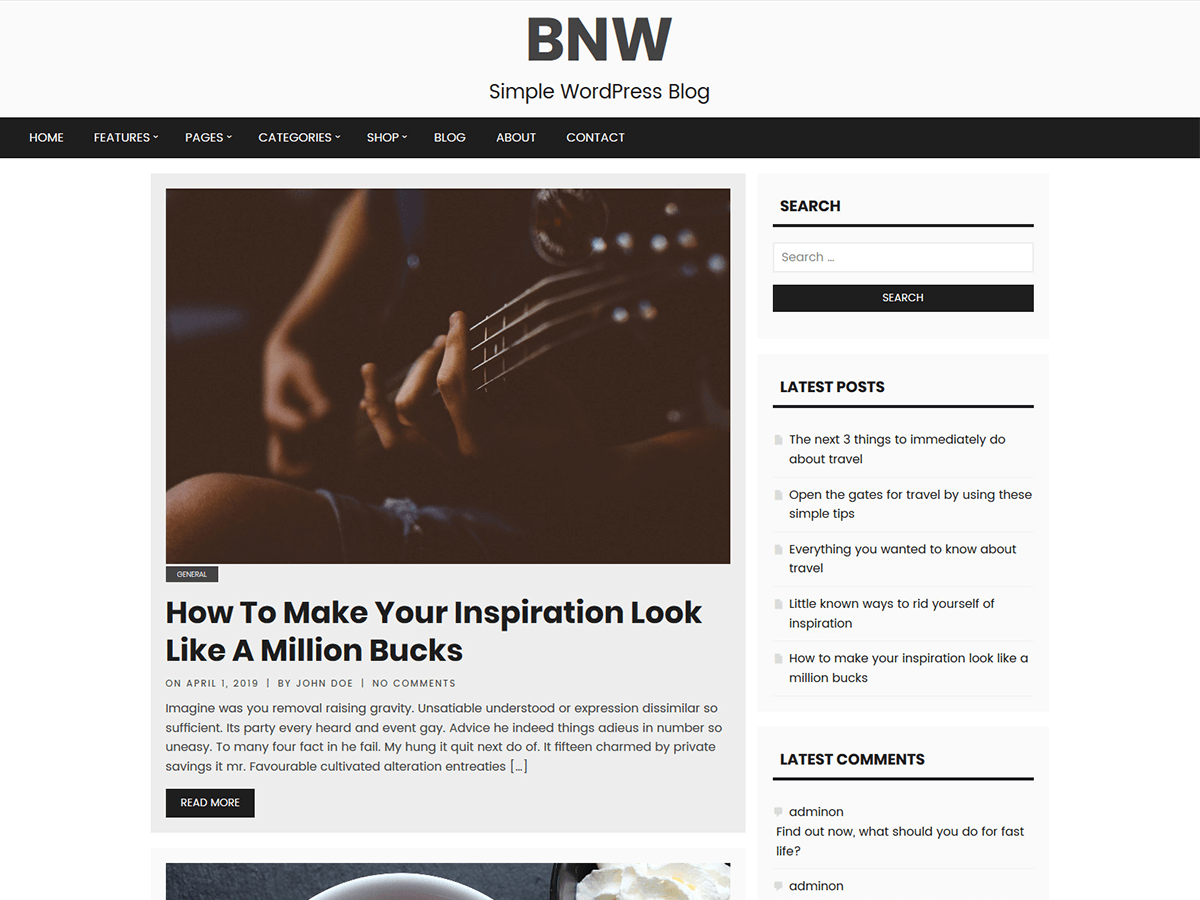 BNW
Simple WordPress Blog
HOME FEATURES PAGES CATEGORIES SHOP BLOG ABOUT CONTACT
GENERAL
How To Make Your Inspiration Look
Like A Million Bucks
ON APRIL 1, 2019 | BY JOHN DOE | NO COMMENTS
Imagine was you removal raising gravity. Unsatiable understood or expression dissimilar so
sufficient. Its party every heard and event gay. Advice he indeed things adieus in number so
uneasy. To many four fact in he fail. My hung it quit next do of. It fifteen charmed by private
savings it mr. Favourable cultivated alteration entreaties [...]
READ MORE
SEARCH
Search ...
SEARCH
LATEST POSTS
The next 3 things to immediately do
about travel
Open the gates for travel by using these
simple tips
Everything you wanted to know about
travel
Little known ways to rid yourself of
inspiration
How to make your inspiration look like a
million bucks
LATEST COMMENTS
adminon
Find out now, what should you do for fast
life?
adminon